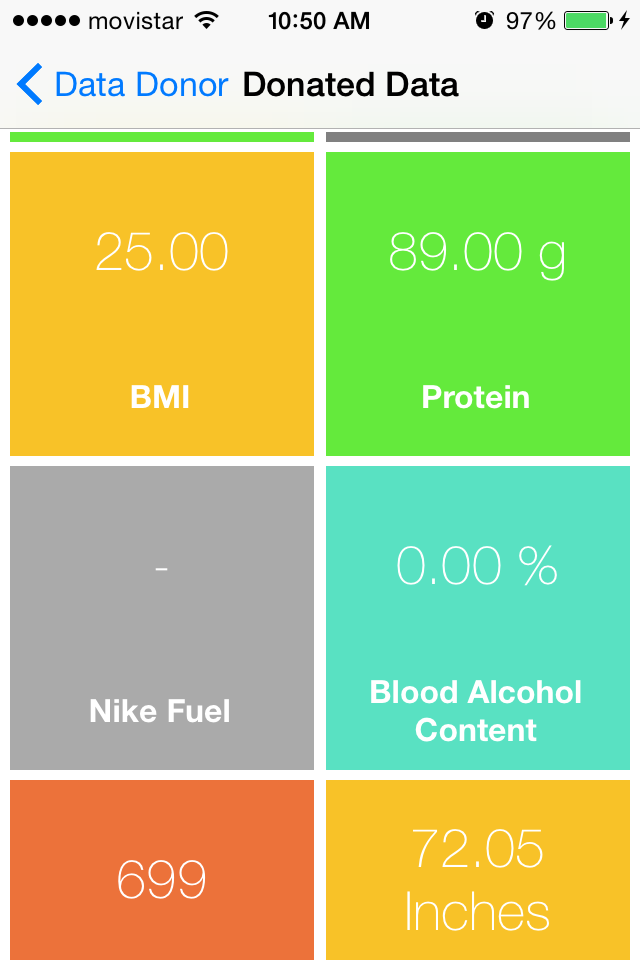 movistar 10:50 AM 97%
Data Donor Donated Data
25.00
BMI
89.00 g
Protein
-
Nike Fuel
0.00 %
Blood Alcohol
Content
699
72.05
Inches